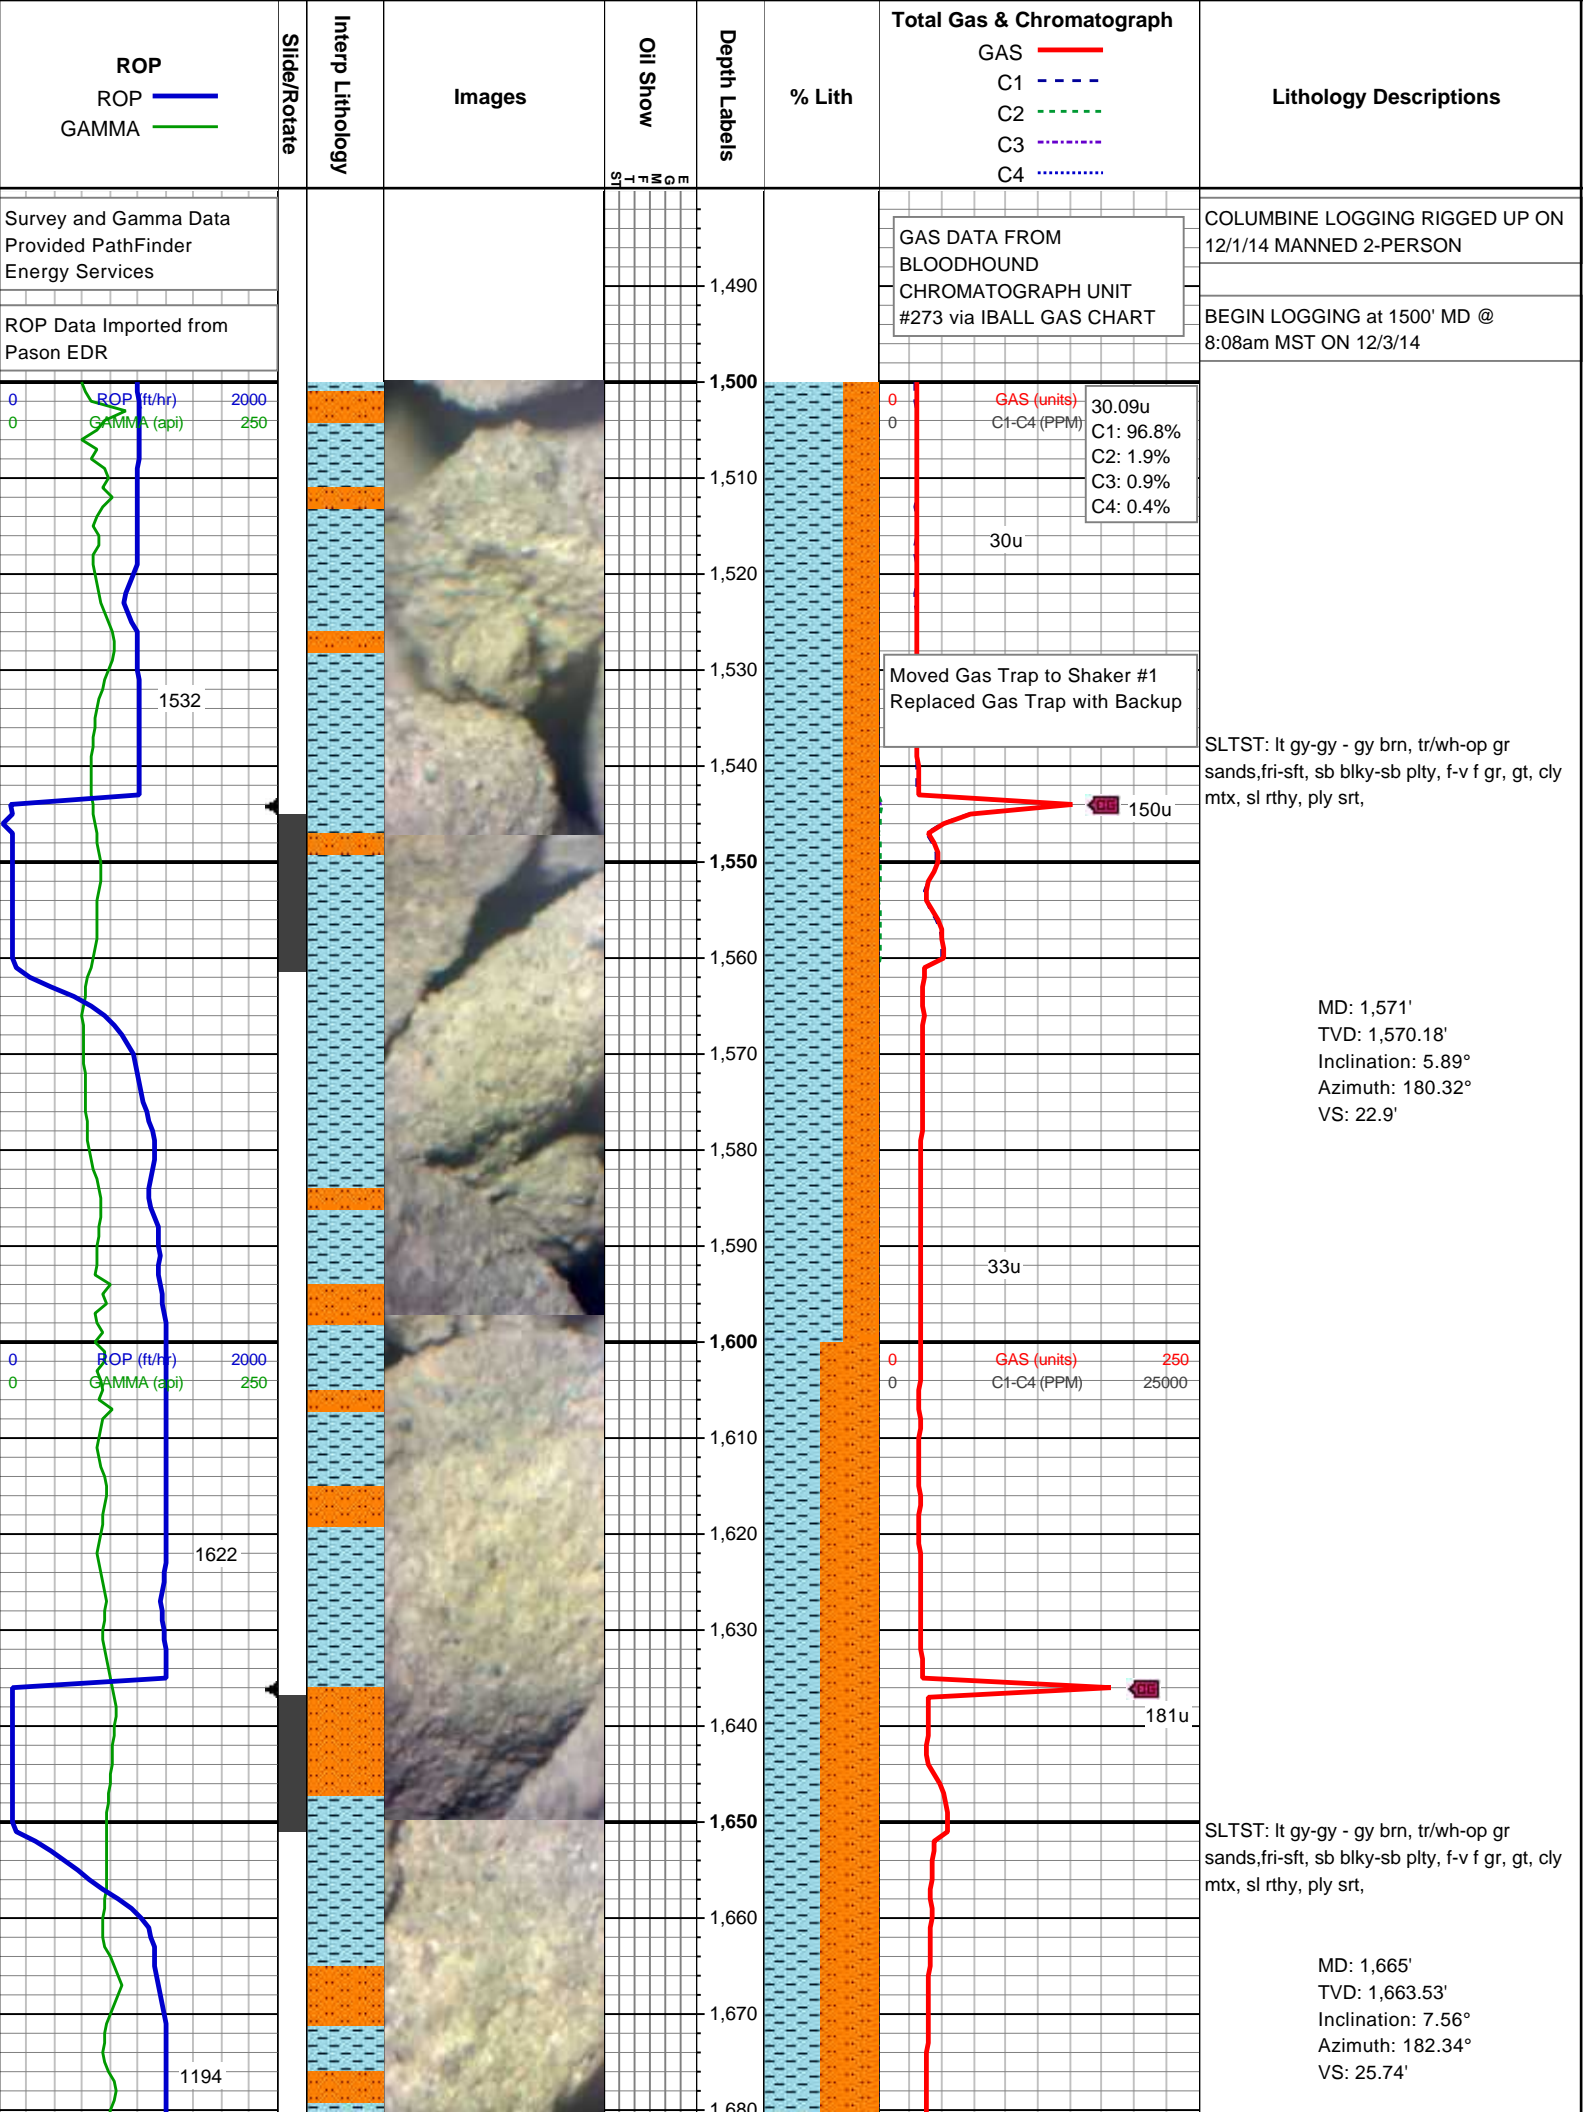 ROP
ROP
GAMMA
Slide/Rotate
Interp Lithology
Images
Oil Show
ST T F M G E
Depth Labels
% Lith
Total Gas & Chromatograph
GAS
C1
C2
C3
C4
Lithology Descriptions
Survey and Gamma Data
Provided PathFinder
Energy Services
ROP Data Imported from
Pason EDR
GAS DATA FROM
BLOODHOUND
CHROMATOGRAPH UNIT
#273 via IBALL GAS CHART
COLUMBINE LOGGING RIGGED UP ON
12/1/14 MANNED 2-PERSON
BEGIN LOGGING at 1500' MD @
8:08am MST ON 12/3/14
1,490
1,500
0 ROP (ft/hr) 2000
0 GAMMA (api) 250
0 GAS (units)
0 C1-C4 (PPM)
30.09u
C1: 96.8%
C2: 1.9%
C3: 0.9%
C4: 0.4%
1,510
30u
1,520
1,530
1532
Moved Gas Trap to Shaker #1
Replaced Gas Trap with Backup
1,540
SLTST: lt gy-gy - gy brn, tr/wh-op gr
sands,fri-sft, sb blky-sb plty, f-v f gr, gt, cly
mtx, sl rthy, ply srt,
CG
150u
1,550
1,560
MD: 1,571'
TVD: 1,570.18'
Inclination: 5.89°
Azimuth: 180.32°
VS: 22.9'
1,570
1,580
1,590
33u
1,600
0 ROP (ft/hr) 2000
0 GAMMA (api) 250
0 GAS (units) 250
0 C1-C4 (PPM) 25000
1,610
1,620
1622
1,630
CG
181u
1,640
1,650
SLTST: lt gy-gy - gy brn, tr/wh-op gr
sands,fri-sft, sb blky-sb plty, f-v f gr, gt, cly
mtx, sl rthy, ply srt,
1,660
MD: 1,665'
TVD: 1,663.53'
Inclination: 7.56°
Azimuth: 182.34°
VS: 25.74'
1,670
1194
1,680